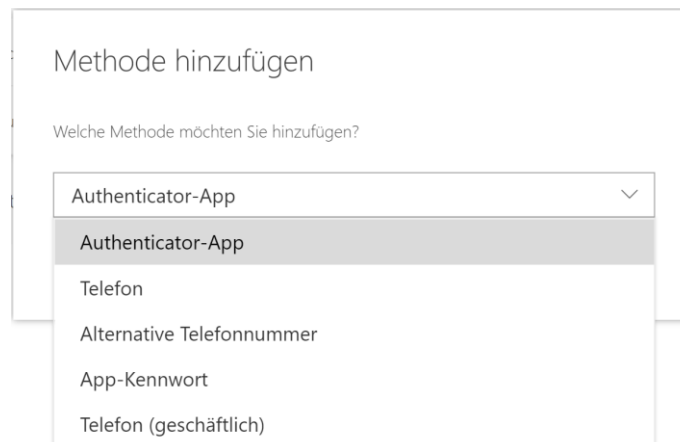 Methode hinzufügen
Welche Methode möchten Sie hinzufügen?
Authenticator-App
Authenticator-App
Telefon
Alternative Telefonnummer
App-Kennwort
Telefon (geschäftlich)